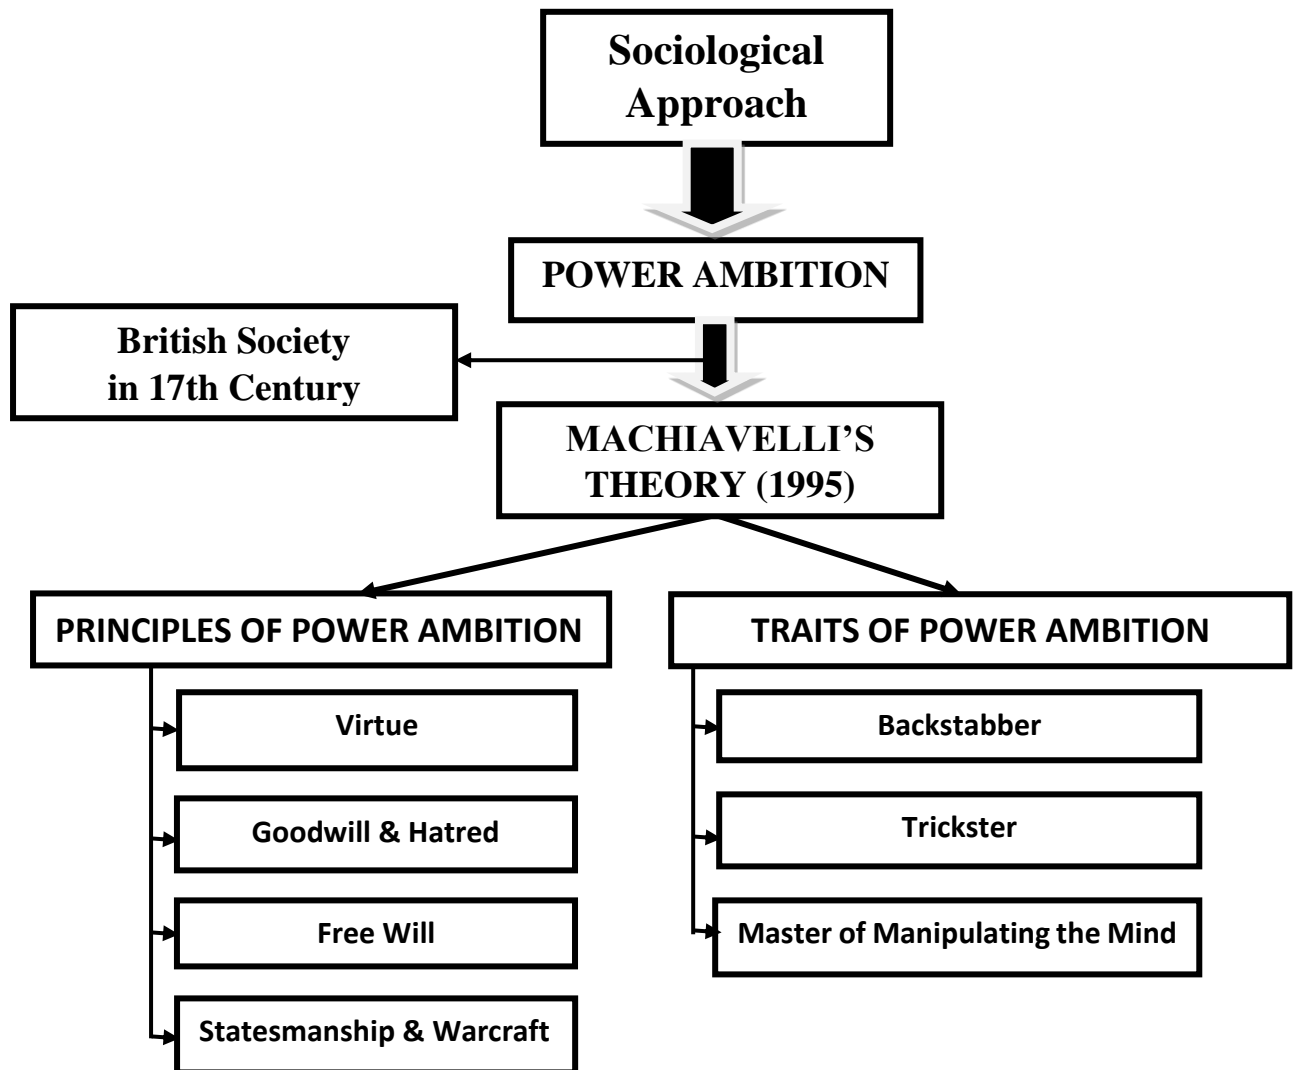 Sociological
Approach
POWER AMBITION
British Society
in 17th Century
MACHIAVELLI’S
THEORY (1995)
PRINCIPLES OF POWER AMBITION
Virtue
Goodwill & Hatred
Free Will
Statesmanship & Warcraft
TRAITS OF POWER AMBITION
Backstabber
Trickster
Master of Manipulating the Mind